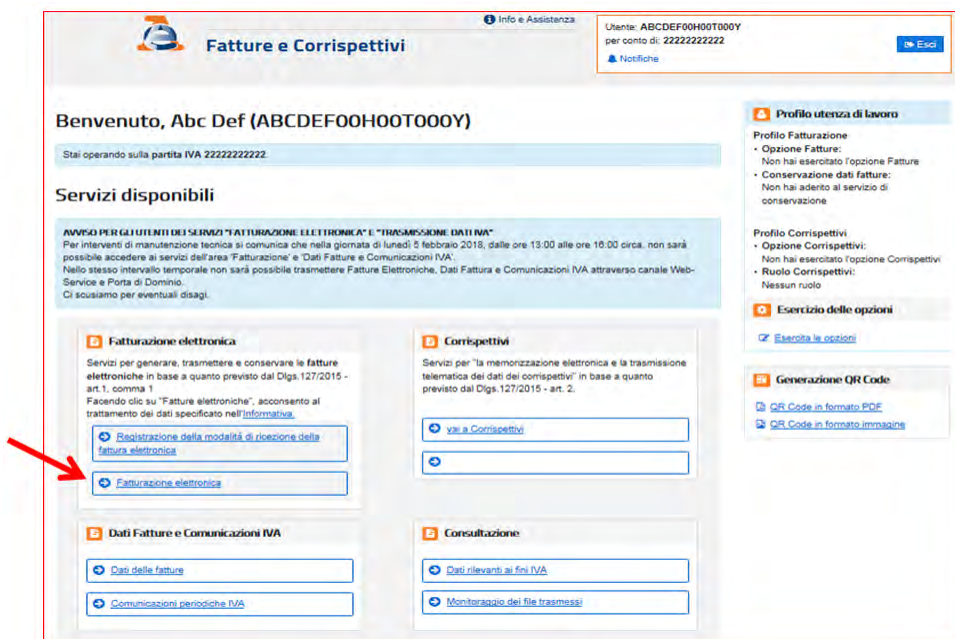 Info e Assistenza
Fatture e Corrispettivi
Utente: ABCDEF00H00T000Y
per conto di: 22222222222
Notifiche
Esci
Benvenuto, Abc Def (ABCDEF00H00T000Y)
Stai operando sulla partita IVA 22222222222.
Servizi disponibili
AVVISO PER GLI UTENTI DEI SERVIZI "FATTURAZIONE ELETTRONICA" E "TRASMISSIONE DATI IVA"
Per interventi di manutenzione tecnica si comunica che nella giornata di lunedì 5 febbraio 2018, dalle ore 13:00 alle ore 16:00 circa, non sarà
possibile accedere ai servizi dell'area 'Fatturazione' e 'Dati Fatture e Comunicazioni IVA'.
Nello stesso intervallo temporale non sarà possibile trasmettere Fatture Elettroniche, Dati Fattura e Comunicazioni IVA attraverso canale Web-
Service e Porta di Dominio.
Ci scusiamo per eventuali disagi.
Fatturazione elettronica
Servizi per generare, trasmettere e conservare le fatture
elettroniche in base a quanto previsto dal Dlgs.127/2015 -
art.1, comma 1
Facendo clic su "Fatture elettroniche", acconsento al
trattamento dei dati specificato nell'Informativa.
Registrazione della modalità di ricezione della
fattura elettronica
Fatturazione elettronica
Corrispettivi
Servizi per "la memorizzazione elettronica e la trasmissione
telematica dei dati dei corrispettivi" in base a quanto
previsto dal Dlgs.127/2015 - art. 2.
vai a Corrispettivi
Dati Fatture e Comunicazioni IVA
Dati delle fatture
Comunicazioni periodiche IVA
Consultazione
Dati rilevanti ai fini IVA
Monitoraggio dei file trasmessi
Profilo utenza di lavoro
Profilo Fatturazione
• Opzione Fatture:
Non hai esercitato l'opzione Fatture
• Conservazione dati fatture:
Non hai aderito al servizio di
conservazione
Profilo Corrispettivi
• Opzione Corrispettivi:
Non hai esercitato l'opzione Corrispettivi
• Ruolo Corrispettivi:
Nessun ruolo
Esercizio delle opzioni
Esercita le opzioni
Generazione QR Code
QR Code in formato PDF
QR Code in formato immagine